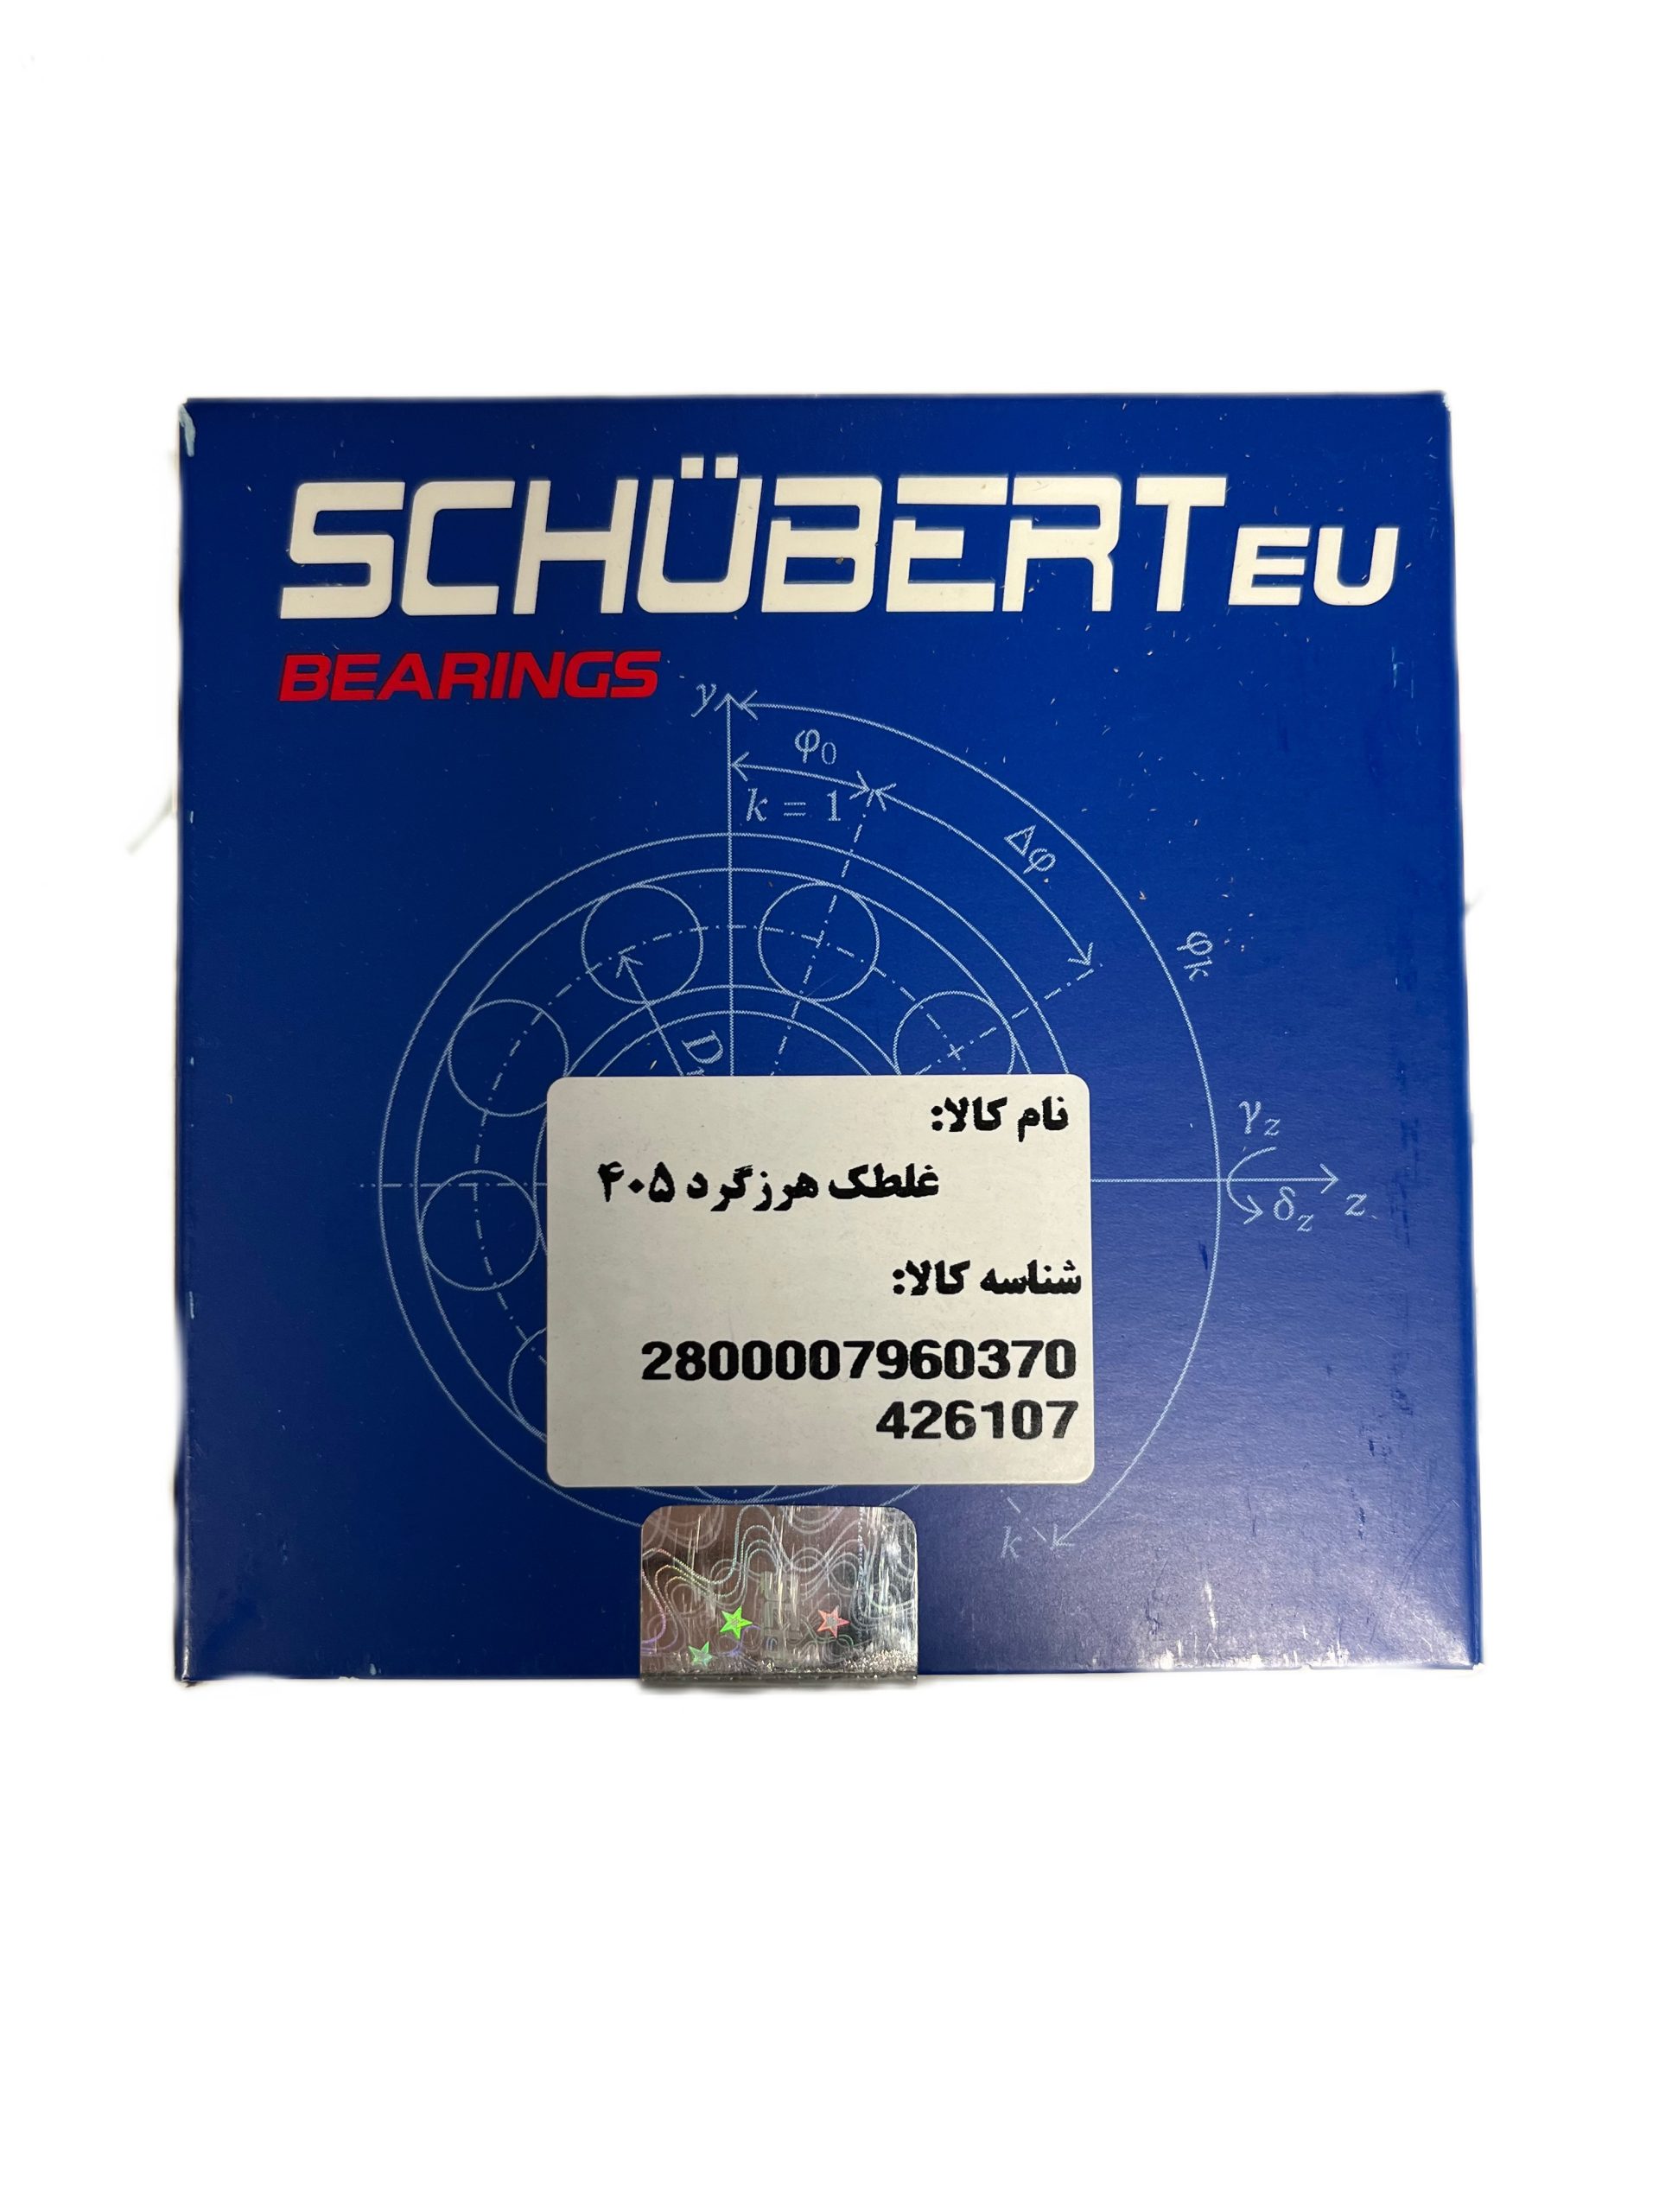 SCHÜBERT EU
BEARINGS
y
φ0
k = 1
Δφ
φk
D
γz
δz
z
نام کالا:
غلطک هرزگرد ۴۰۵
شناسه کالا:
2800007960370
426107
k